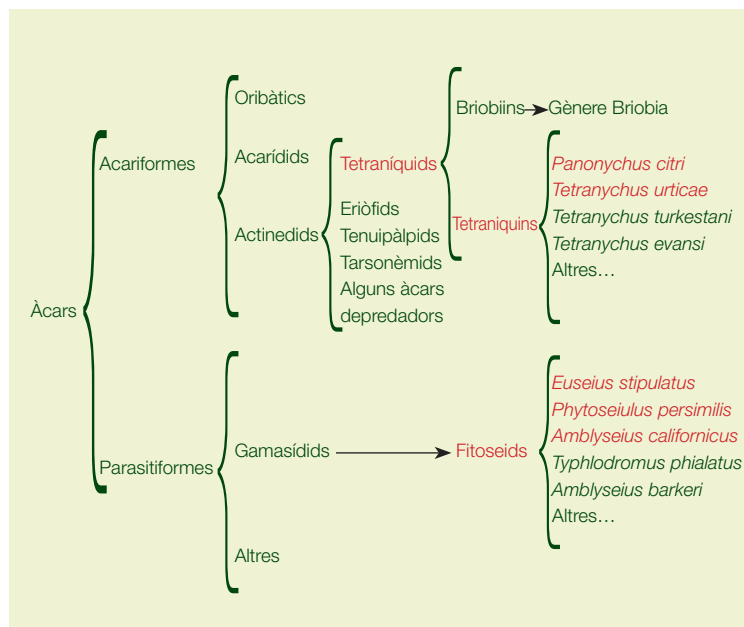 Àcars
Acariformes
Oribàtics
Acarídids
Actinedids
Tetraníquids
Briobiins
Gènere Briobia
Tetraniquins
Panonychus citri
Tetranychus urticae
Tetranychus turkestani
Tetranychus evansi
Altres…
Eriòfids
Tenuipàlpids
Tarsonèmids
Alguns àcars
depredadors
Parasitiformes
Gamasídids
Fitoseids
Euseius stipulatus
Phytoseiulus persimilis
Amblyseius californicus
Typhlodromus phialatus
Amblyseius barkeri
Altres…
Altres